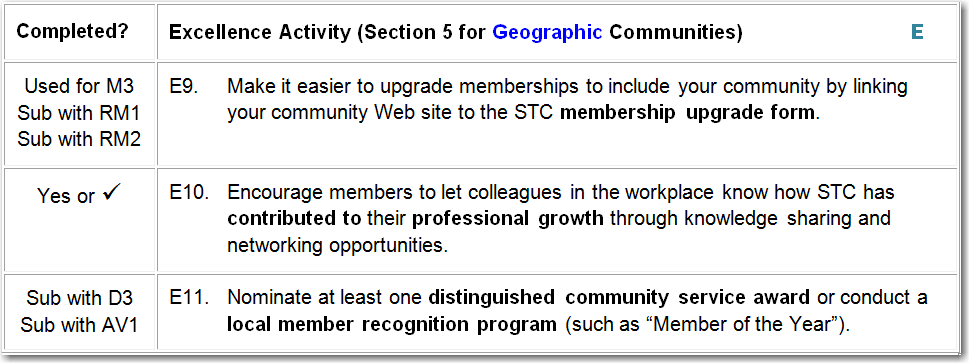 Completed?
Excellence Activity (Section 5 for Geographic Communities) E
Used for M3
Sub with RM1
Sub with RM2
E9. Make it easier to upgrade memberships to include your community by linking
your community Web site to the STC membership upgrade form.
Yes or ✓
E10. Encourage members to let colleagues in the workplace know how STC has
contributed to their professional growth through knowledge sharing and
networking opportunities.
Sub with D3
Sub with AV1
E11. Nominate at least one distinguished community service award or conduct a
local member recognition program (such as “Member of the Year”).